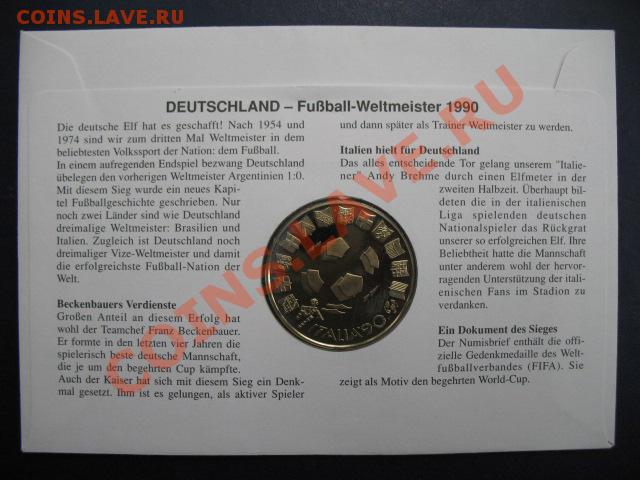 COINS.ЛАVE.RU
DEUTSCHLAND – Fußball-Weltmeister 1990
Die deutsche Elf hat es geschafft! Nach 1954 und
1974 sind wir zum dritten Mal Weltmeister in dem
beliebtesten Volkssport der Nation: dem Fußball.
In einem aufregenden Endspiel bezwang Deutschland
übelegen den vorherigen Weltmeister Argentinien 1:0.
Mit diesem Sieg wurde ein neues Kapi-
tel Fußballgeschichte geschrieben. Nur
noch zwei Länder sind wie Deutschland
dreimalige Weltmeister: Brasilien und
Italien. Zugleich ist Deutschland noch
dreimaliger Vize-Weltmeister und damit
die erfolgreichste Fußball-Nation der
Welt.
Beckenbauers Verdienste
Großen Anteil an diesem Erfolg hat
wohl der Teamchef Franz Beckenbauer.
Er formte in den letzten vier Jahren die
spielerisch beste deutsche Mannschaft,
die je um den begehrten Cup kämpfte.
Auch der Kaiser hat sich mit diesem Sieg ein Denk-
mal gesetzt. Ihm ist es gelungen, als aktiver Spieler
und dann später als Trainer Weltmeister zu werden.
Italien hielt für Deutschland
Das alles entscheidende Tor gelang unserem "Italie-
ner" Andy Brehme durch einen Elfmeter in der
zweiten Halbzeit. Überhaupt bil-
deten die in der italienischen
Liga spielenden deutschen
Nationalspieler das Rückgrat
unserer so erfolgreichen Elf. Ihre
Beliebtheit hatte die Mannschaft
unter anderem wohl der hervor-
ragenden Unterstützung der itali-
enischen Fans im Stadion zu
verdanken.
Ein Dokument des Sieges
Der Numisbrief enthält die offi-
zielle Gedenkmedaille des Welt-
fußballverbandes (FIFA). Sie
zeigt als Motiv den begehrten World-Cup.
ITALIA90
COINS.LAVE.RU
COINS.LAVE.RU